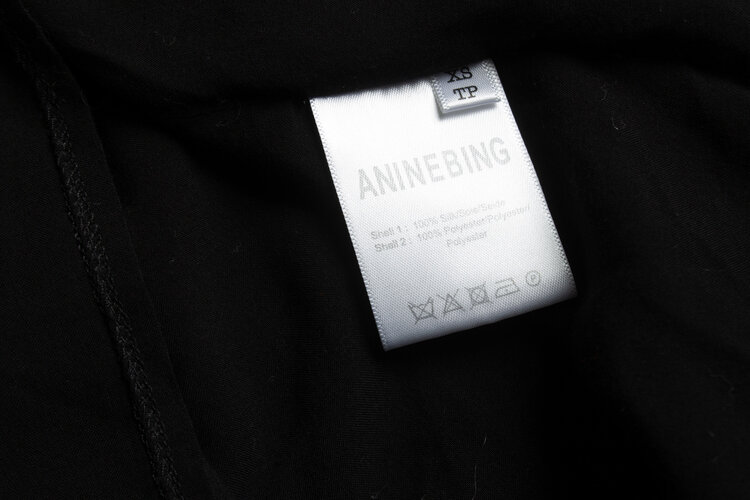 XS
TP
ANINEBING
Shell 1 : 100% Silk/Soie/Seide
Shell 2 : 100% Polyester/Polyester/
Polyester
P